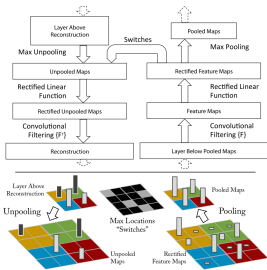 Layer Above
Reconstruction
Pooled Maps
Switches
Max Unpooling
Max Pooling
Unpooled Maps
Rectified Feature Maps
Rectified Linear
Function
Rectified Linear
Function
Rectified Unpooled Maps
Feature Maps
Convolutional
Filtering {Fᵀ}
Convolutional
Filtering {F}
Reconstruction
Layer Below Pooled Maps
Layer Above
Reconstruction
Pooled Maps
Unpooling
Max Locations
"Switches"
Pooling
Unpooled
Maps
Rectified
Feature Maps